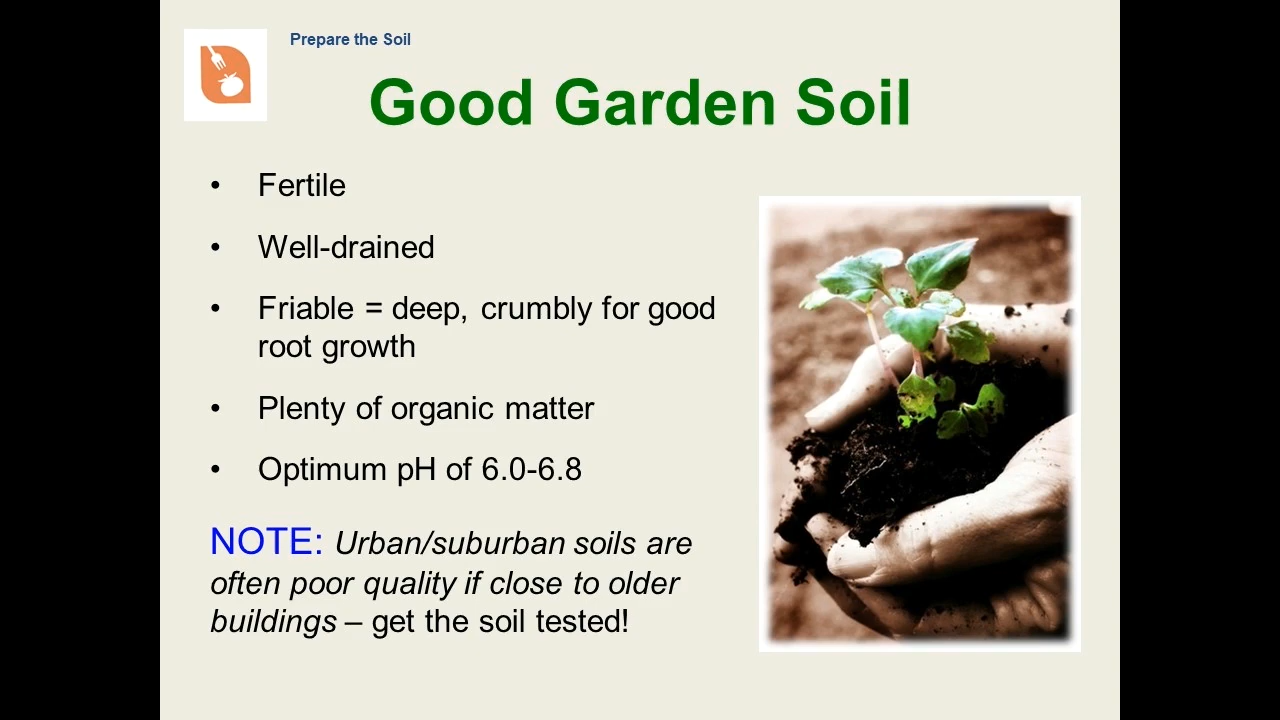 Prepare the Soil
Good Garden Soil
• Fertile
• Well-drained
• Friable = deep, crumbly for good
root growth
• Plenty of organic matter
• Optimum pH of 6.0-6.8
NOTE: Urban/suburban soils are
often poor quality if close to older
buildings – get the soil tested!